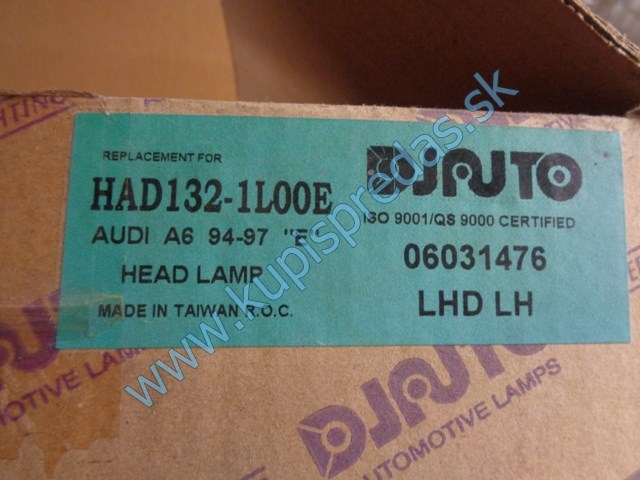 REPLACEMENT FOR
HAD132-1L00E
AUDI A6 94-97 "E"
HEAD LAMP
MADE IN TAIWAN R.O.C.
DJAUTO
ISO 9001/QS 9000 CERTIFIED
06031476
LHD LH
www.kupispredas.sk
DJAUTO
AUTOMOTIVE LAMPS
DJAUTO
AUTOMOTIVE LAMPS